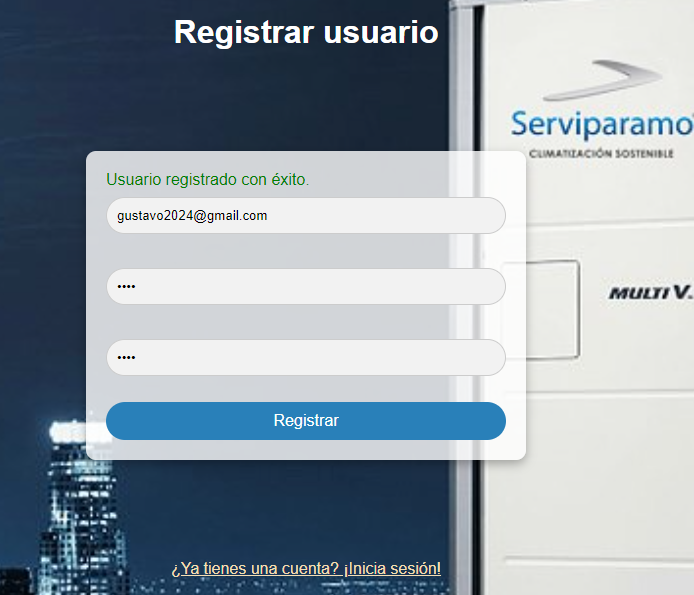 Registrar usuario
Serviparamo
CLIMATIZACIÓN SOSTENIBLE
Usuario registrado con éxito.
gustavo2024@gmail.com
••••
MULTI V.
••••
Registrar
¿Ya tienes una cuenta? ¡Inicia sesión!